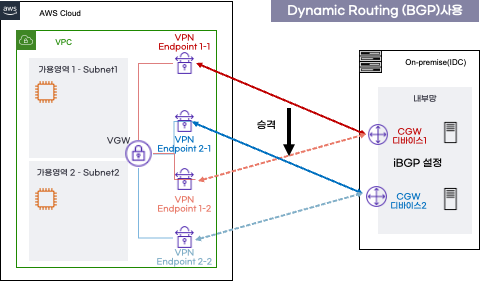 aws
AWS Cloud
Dynamic Routing (BGP)사용
VPC
VPN
Endpoint 1-1
가용영역 1 - Subnet1
VPN
Endpoint 2-1
VGW
가용영역 2 - Subnet2
VPN
Endpoint 1-2
VPN
Endpoint 2-2
승격
On-premise(IDC)
내부망
CGW
디바이스1
iBGP 설정
CGW
디바이스2